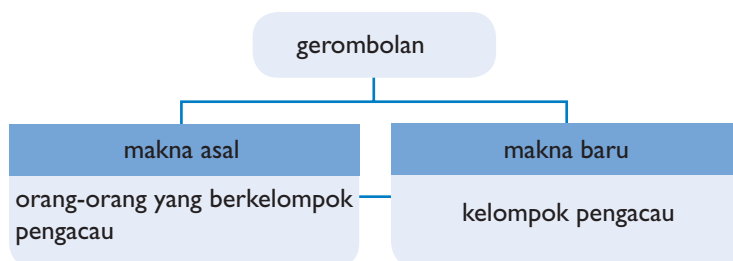 gerombolan
makna asal
orang-orang yang berkelompok
pengacau
makna baru
kelompok pengacau